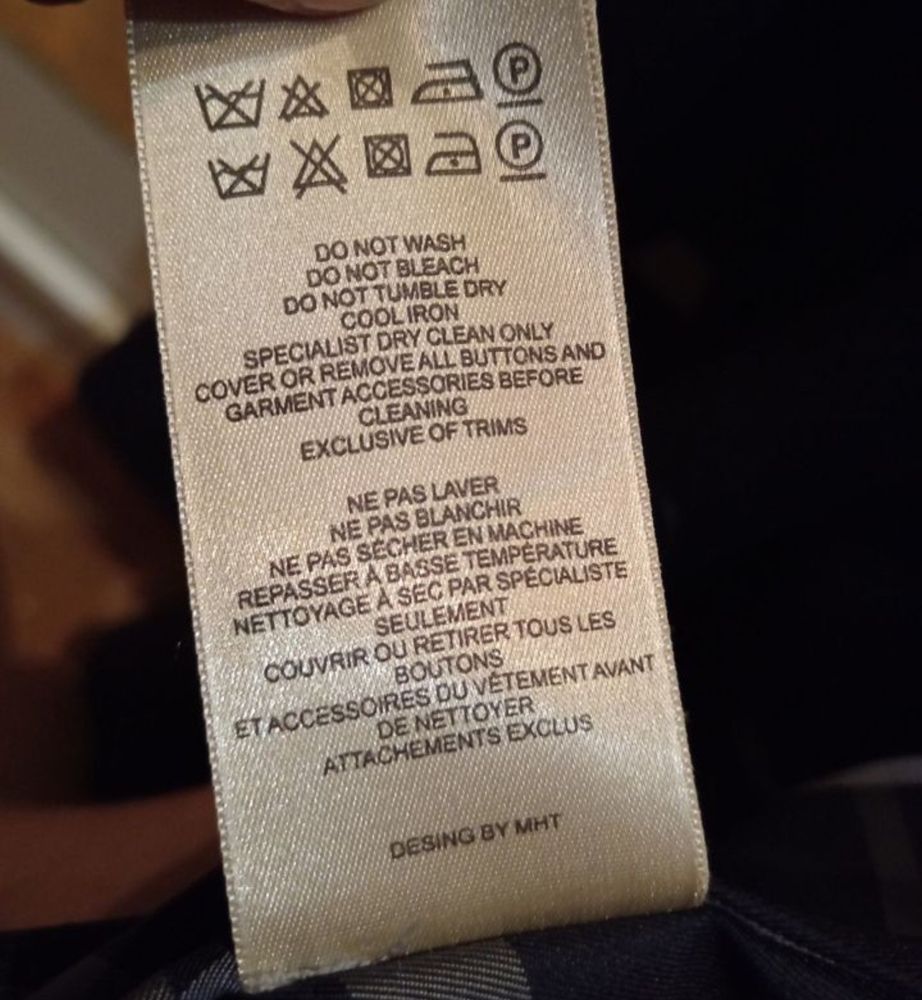 P
P
DO NOT WASH
DO NOT BLEACH
DO NOT TUMBLE DRY
COOL IRON
SPECIALIST DRY CLEAN ONLY
COVER OR REMOVE ALL BUTTONS AND
GARMENT ACCESSORIES BEFORE
CLEANING
EXCLUSIVE OF TRIMS
NE PAS LAVER
NE PAS BLANCHIR
NE PAS SÉCHER EN MACHINE
REPASSER À BASSE TEMPÉRATURE
NETTOYAGE À SEC PAR SPÉCIALISTE
SEULEMENT
COUVRIR OU RETIRER TOUS LES
BOUTONS
ET ACCESSOIRES DU VÊTEMENT AVANT
DE NETTOYER
ATTACHEMENTS EXCLUS
DESING BY MHT